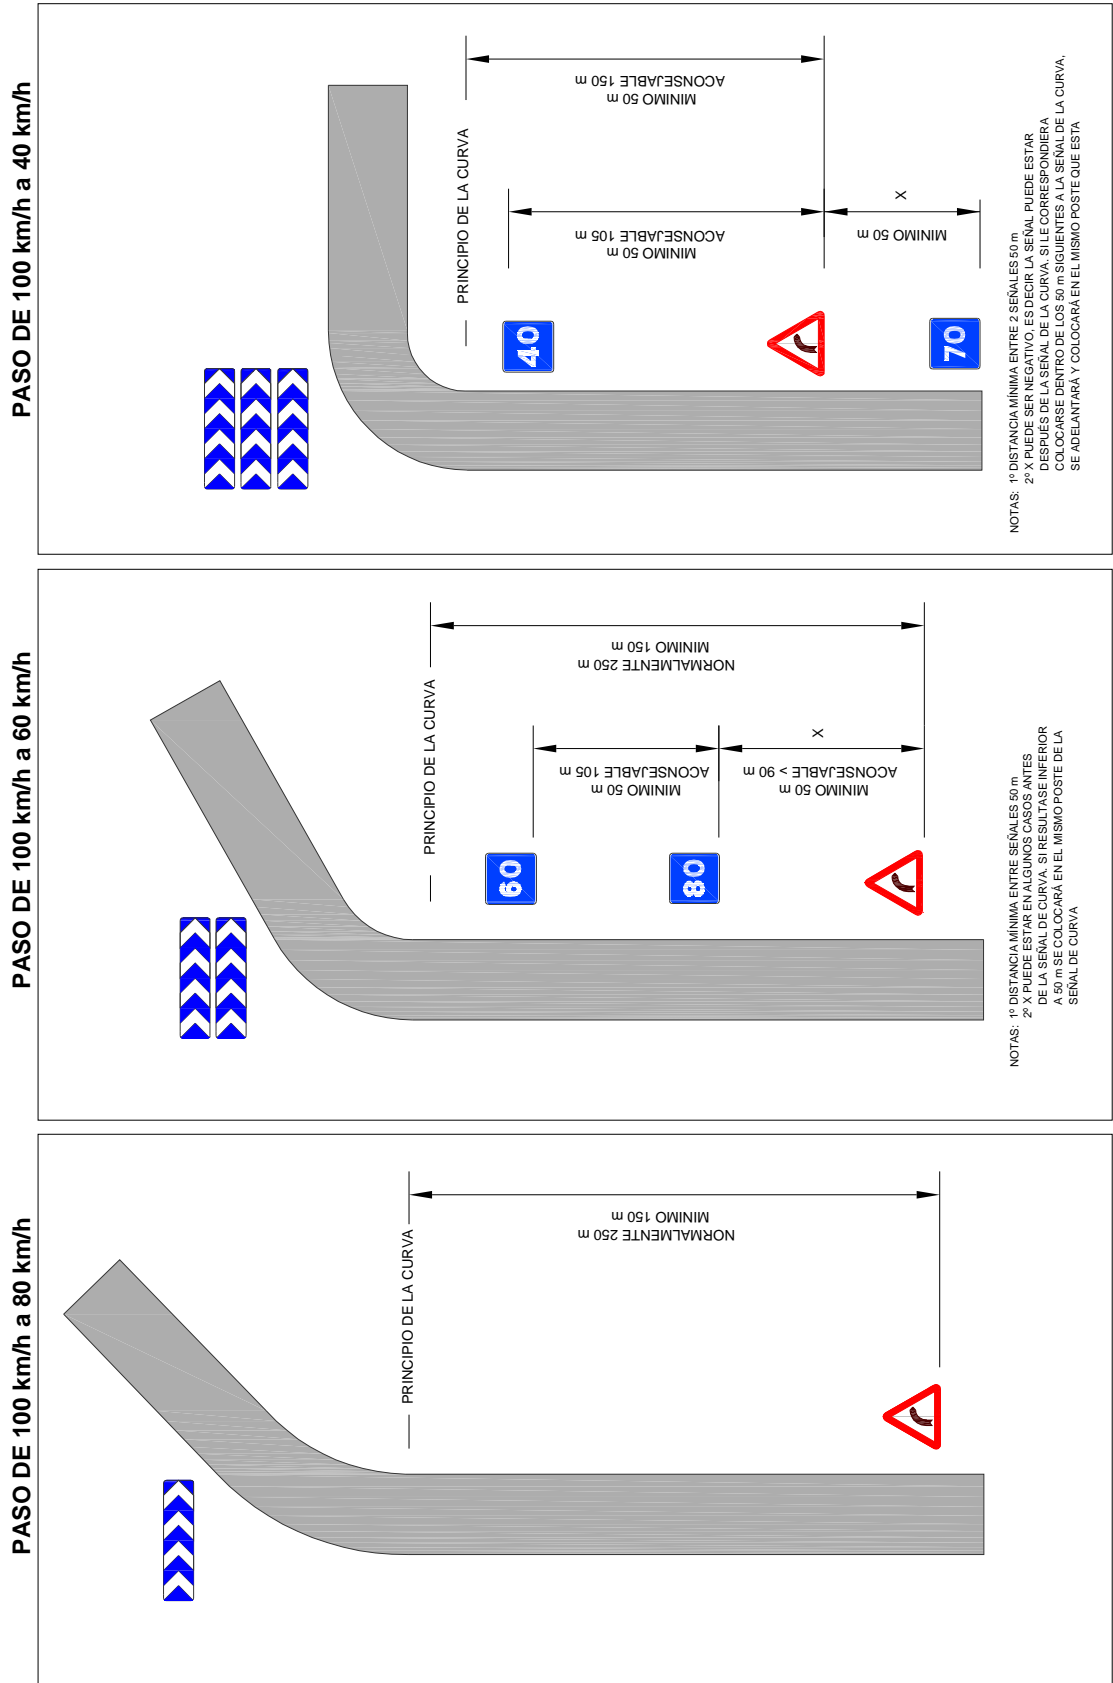 PASO DE 100 km/h a 80 km/h
PRINCIPIO DE LA CURVA
NORMALMENTE 250 m
MINIMO 150 m
PASO DE 100 km/h a 60 km/h
PRINCIPIO DE LA CURVA
NORMALMENTE 250 m
MINIMO 150 m
60
MINIMO 50 m
ACONSEJABLE 105 m
80
MINIMO 50 m
ACONSEJABLE > 90 m
X
NOTAS: 1º DISTANCIA MÍNIMA ENTRE SEÑALES 50 m
2º X PUEDE ESTAR EN ALGUNOS CASOS ANTES
DE LA SEÑAL DE CURVA. SI RESULTASE INFERIOR
A 50 m SE COLOCARÁ EN EL MISMO POSTE DE LA
SEÑAL DE CURVA
PASO DE 100 km/h a 40 km/h
PRINCIPIO DE LA CURVA
MINIMO 50 m
ACONSEJABLE 150 m
40
MINIMO 50 m
ACONSEJABLE 105 m
70
MINIMO 50 m
X
NOTAS: 1º DISTANCIA MÍNIMA ENTRE 2 SEÑALES 50 m
2º X PUEDE SER NEGATIVO, ES DECIR LA SEÑAL PUEDE ESTAR
DESPUÉS DE LA SEÑAL DE LA CURVA. SI LE CORRESPONDIERA
COLOCARSE DENTRO DE LOS 50 m SIGUIENTES A LA SEÑAL DE LA CURVA,
SE ADELANTARÁ Y COLOCARÁ EN EL MISMO POSTE QUE ESTA